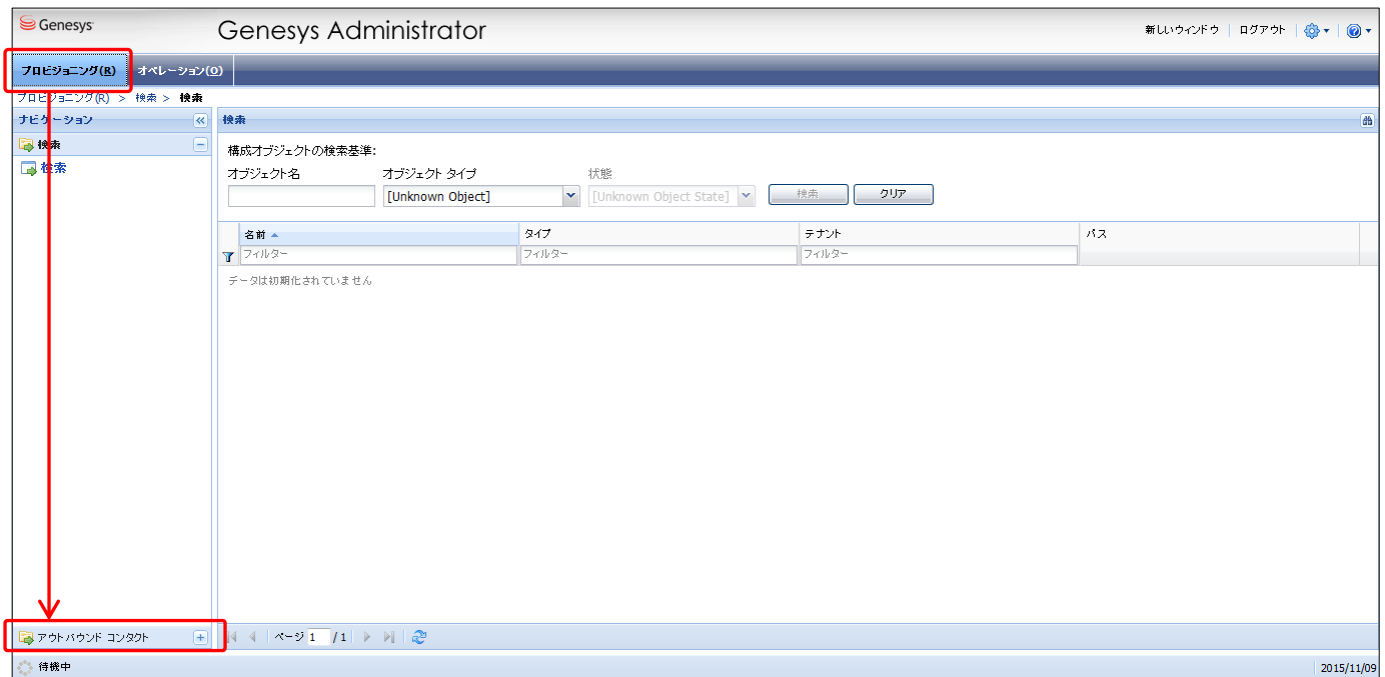 Genesys
Genesys Administrator
新しいウィンドウ | ログアウト
プロビジョニング(R) オペレーション(O)
プロビジョニング(R) > 検索 > 検索
ナビゲーション
検索
検索
検索
構成オブジェクトの検索基準:
オブジェクト名 オブジェクト タイプ 状態
[Unknown Object] [Unknown Object State] 検索 クリア
名前 タイプ テナント パス
フィルター フィルター フィルター
データは初期化されていません
アウトバウンド コンタクト
ページ 1 / 1
待機中
2015/11/09